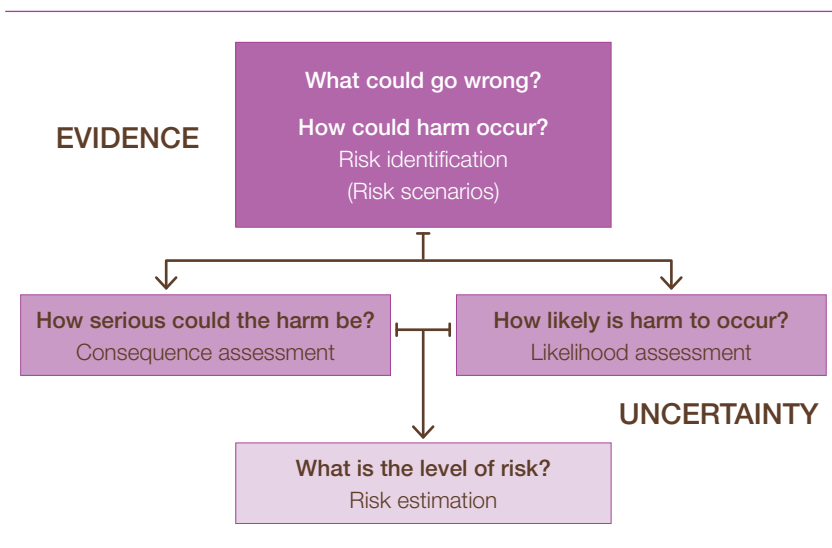 What could go wrong?
EVIDENCE
How could harm occur?
Risk identification
(Risk scenarios)
How serious could the harm be?
Consequence assessment
How likely is harm to occur?
Likelihood assessment
UNCERTAINTY
What is the level of risk?
Risk estimation